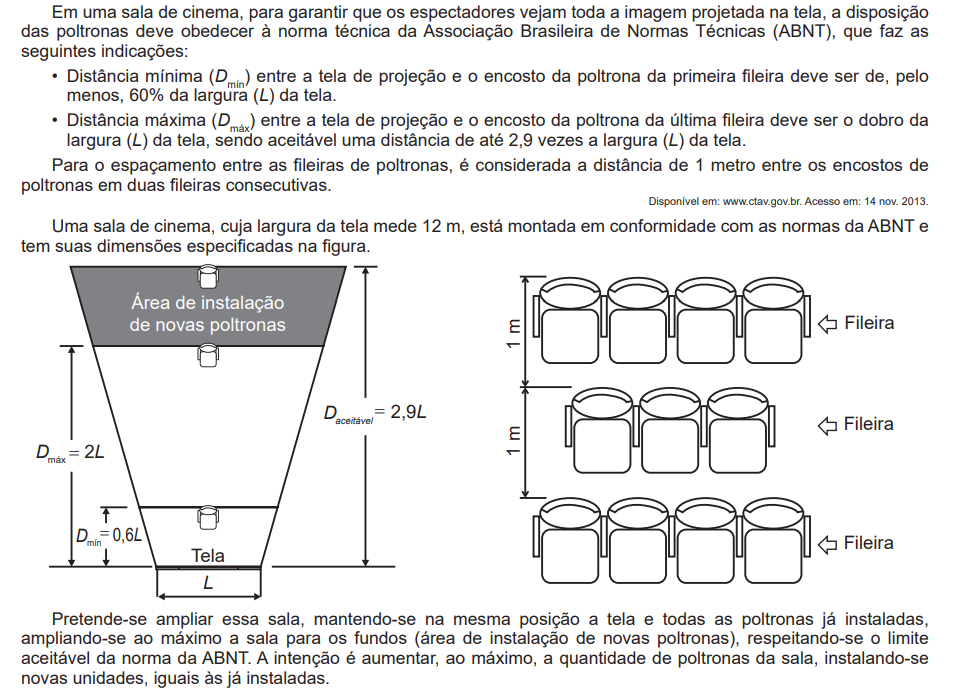 Em uma sala de cinema, para garantir que os espectadores vejam toda a imagem projetada na tela, a disposição
das poltronas deve obedecer à norma técnica da Associação Brasileira de Normas Técnicas (ABNT), que faz as
seguintes indicações:
• Distância mínima (Dmín) entre a tela de projeção e o encosto da poltrona da primeira fileira deve ser de, pelo
menos, 60% da largura (L) da tela.
• Distância máxima (Dmáx) entre a tela de projeção e o encosto da poltrona da última fileira deve ser o dobro da
largura (L) da tela, sendo aceitável uma distância de até 2,9 vezes a largura (L) da tela.
Para o espaçamento entre as fileiras de poltronas, é considerada a distância de 1 metro entre os encostos de
poltronas em duas fileiras consecutivas.
Disponível em: www.ctav.gov.br. Acesso em: 14 nov. 2013.
Uma sala de cinema, cuja largura da tela mede 12 m, está montada em conformidade com as normas da ABNT e
tem suas dimensões especificadas na figura.
Área de instalação
de novas poltronas
Daceitável = 2,9L
Dmáx = 2L
Dmín = 0,6L
Tela
L
1 m
Fileira
1 m
Fileira
Fileira
Pretende-se ampliar essa sala, mantendo-se na mesma posição a tela e todas as poltronas já instaladas,
ampliando-se ao máximo a sala para os fundos (área de instalação de novas poltronas), respeitando-se o limite
aceitável da norma da ABNT. A intenção é aumentar, ao máximo, a quantidade de poltronas da sala, instalando-se
novas unidades, iguais às já instaladas.